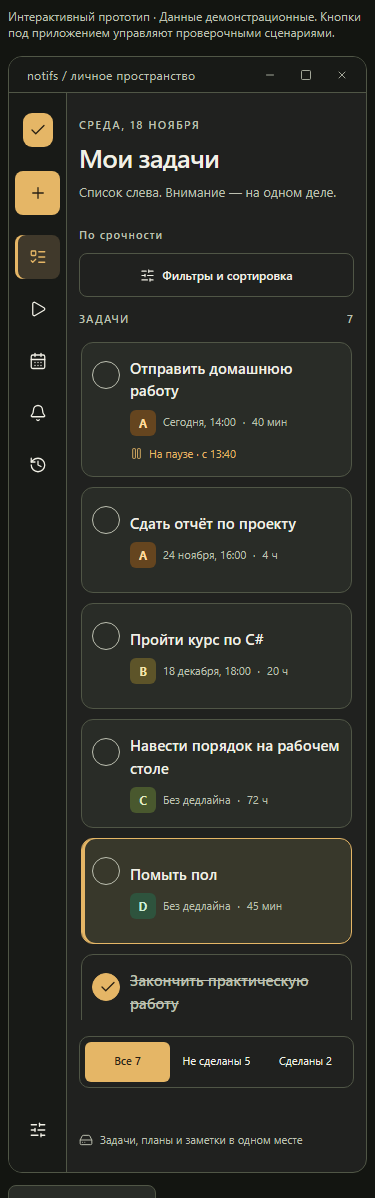 Интерактивный прототип · Данные демонстрационные. Кнопки
под приложением управляют проверочными сценариями.
notifs / личное пространство
СРЕДА, 18 НОЯБРЯ
Мои задачи
Список слева. Внимание — на одном деле.
По срочности
Фильтры и сортировка
ЗАДАЧИ 7
Отправить домашнюю
работу
A Сегодня, 14:00 · 40 мин
На паузе · с 13:40
Сдать отчёт по проекту
A 24 ноября, 16:00 · 4 ч
Пройти курс по C#
B 18 декабря, 18:00 · 20 ч
Навести порядок на рабочем
столе
C Без дедлайна · 72 ч
Помыть пол
D Без дедлайна · 45 мин
Закончить практическую
работу
Все 7 Не сделаны 5 Сделаны 2
Задачи, планы и заметки в одном месте